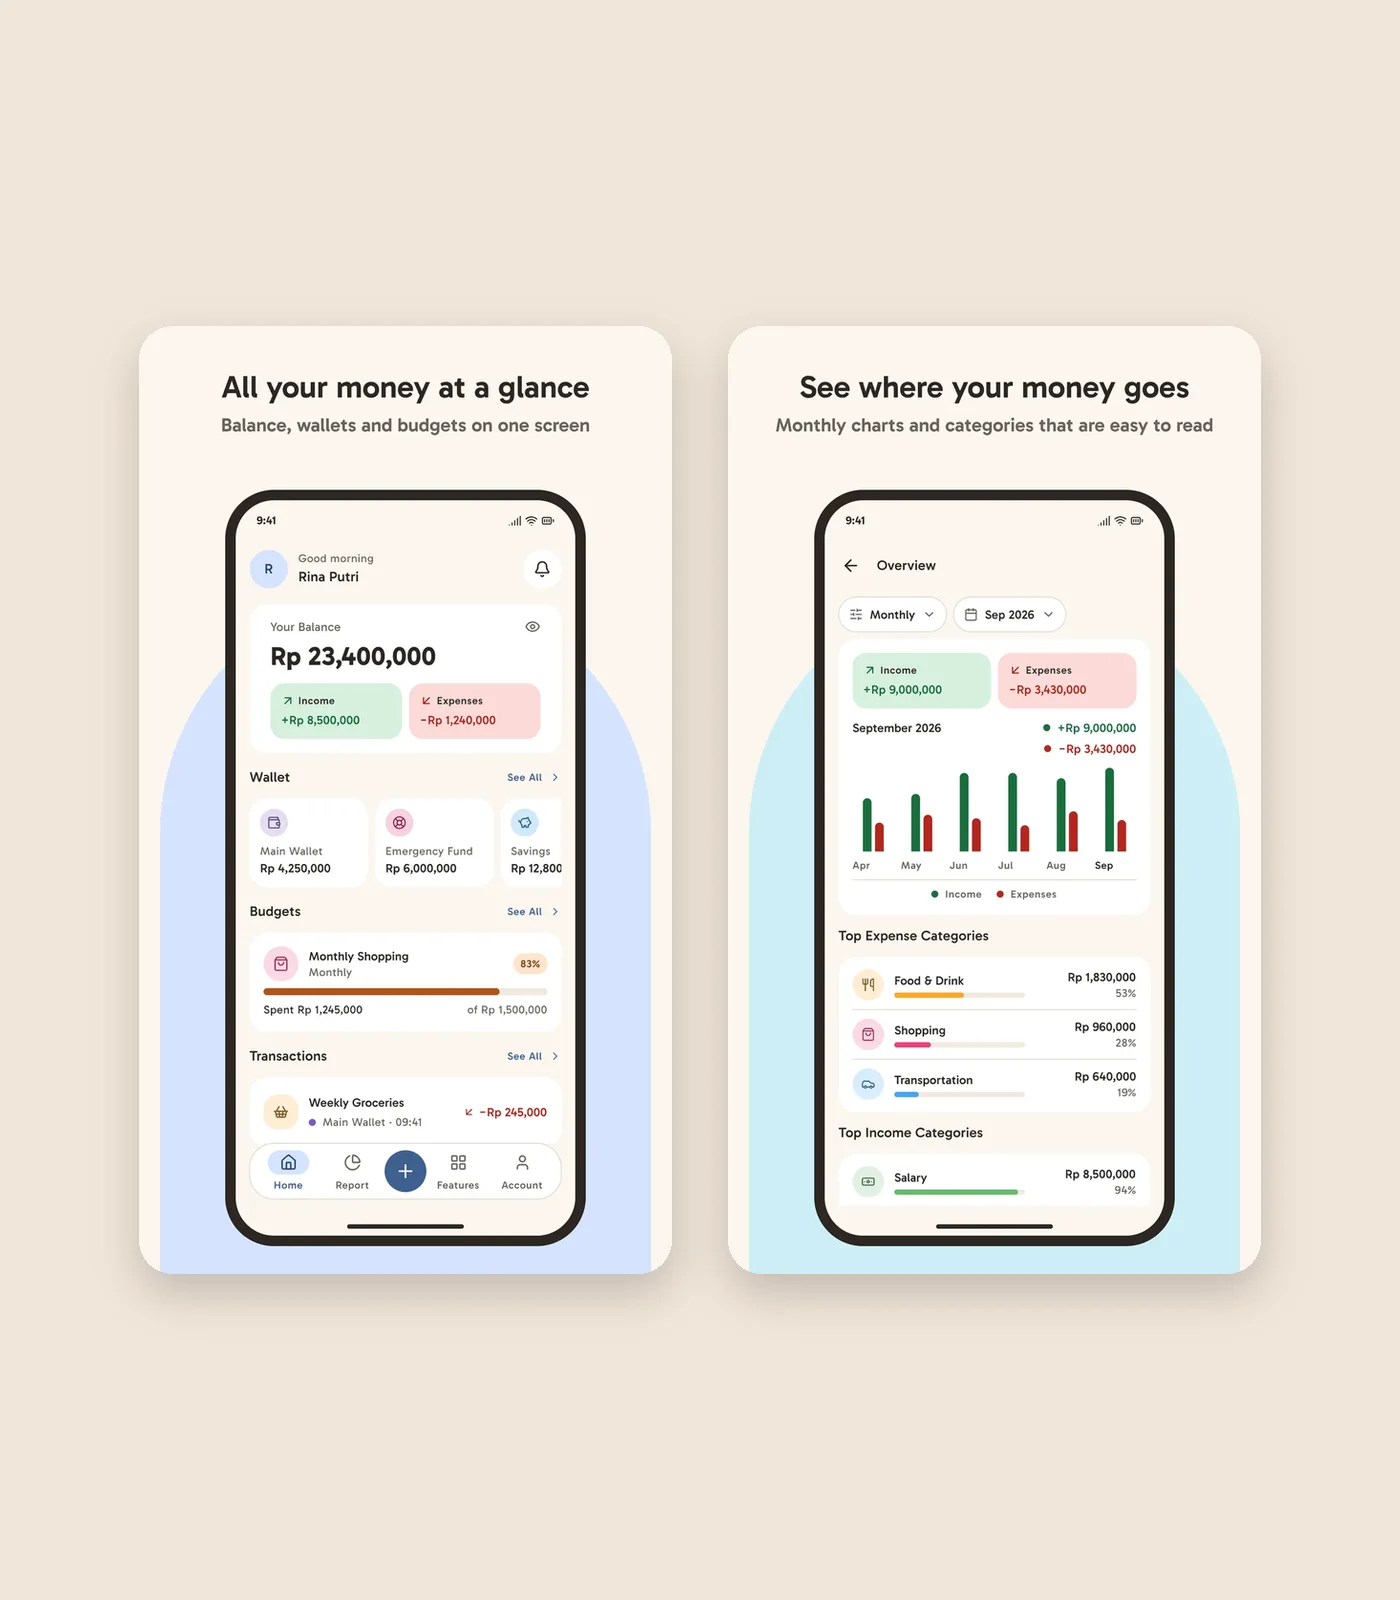 All your money at a glance
Balance, wallets and budgets on one screen
9:41
R
Good morning
Rina Putri
Your Balance
Rp 23,400,000
Income
+Rp 8,500,000
Expenses
−Rp 1,240,000
Wallet
See All
Main Wallet
Rp 4,250,000
Emergency Fund
Rp 6,000,000
Savings
Rp 12,800
Budgets
See All
Monthly Shopping
Monthly
83%
Spent Rp 1,245,000
of Rp 1,500,000
Transactions
See All
Weekly Groceries
Main Wallet · 09:41
−Rp 245,000
Home
Report
Features
Account
See where your money goes
Monthly charts and categories that are easy to read
9:41
Overview
Monthly
Sep 2026
Income
+Rp 9,000,000
Expenses
−Rp 3,430,000
September 2026
+Rp 9,000,000
−Rp 3,430,000
Apr May Jun Jul Aug Sep
Income
Expenses
Top Expense Categories
Food & Drink
Rp 1,830,000
53%
Shopping
Rp 960,000
28%
Transportation
Rp 640,000
19%
Top Income Categories
Salary
Rp 8,500,000
94%